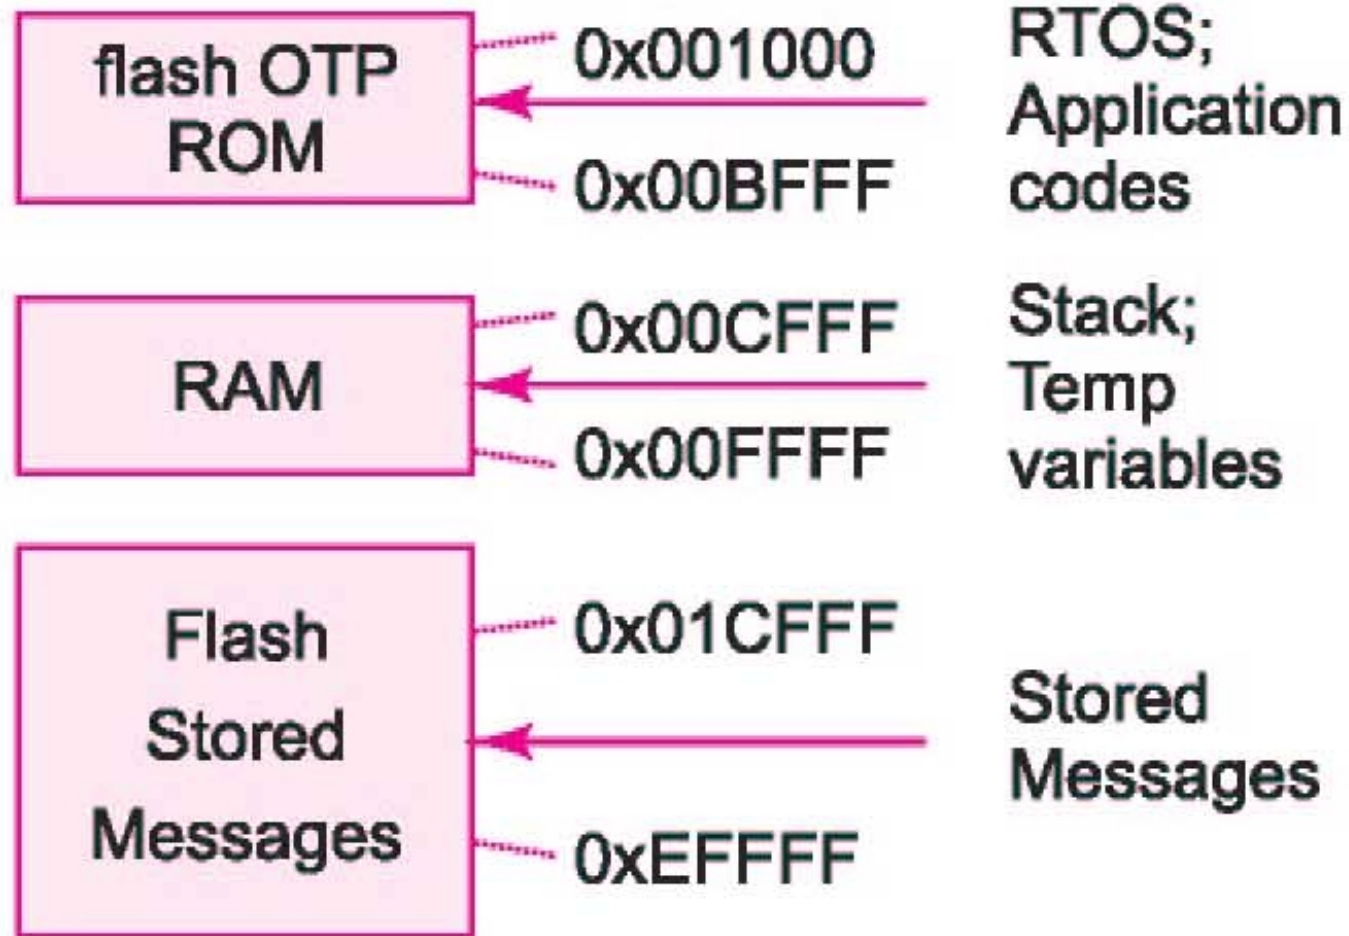 flash OTP
ROM
0x001000
0x00BFFF
RTOS;
Application
codes
RAM
0x00CFFF
0x00FFFF
Stack;
Temp
variables
Flash
Stored
Messages
0x01CFFF
0xEFFFF
Stored
Messages